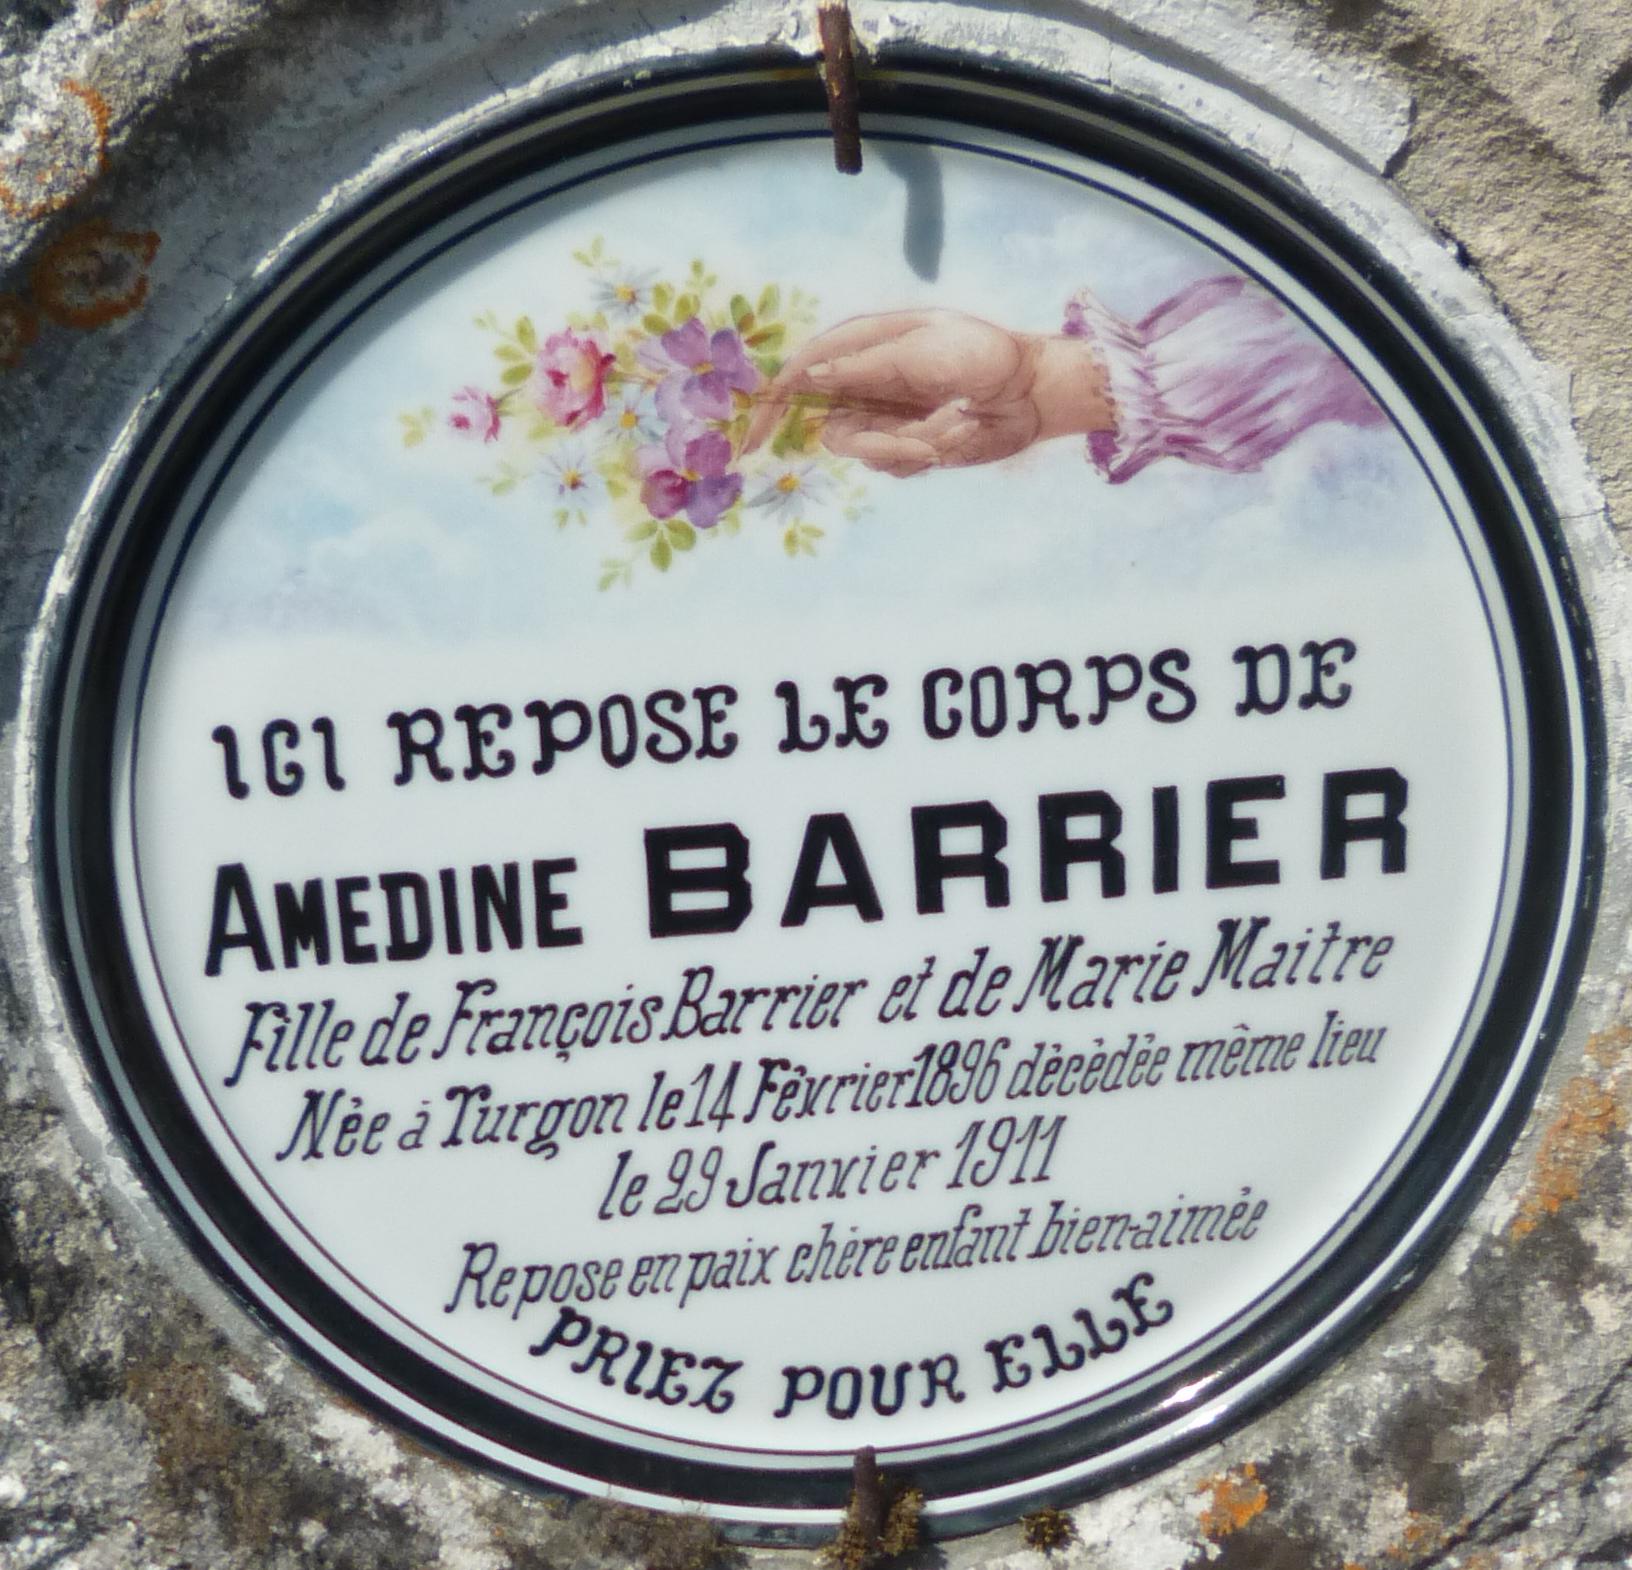 ICI REPOSE LE CORPS DE
AMEDINE BARRIER
Fille de François Barrier et de Marie Maitre
Née à Turgon le 14 Février 1896 décédée même lieu
le 29 Janvier 1911
Repose en paix chère enfant bien-aimée
PRIEZ POUR ELLE